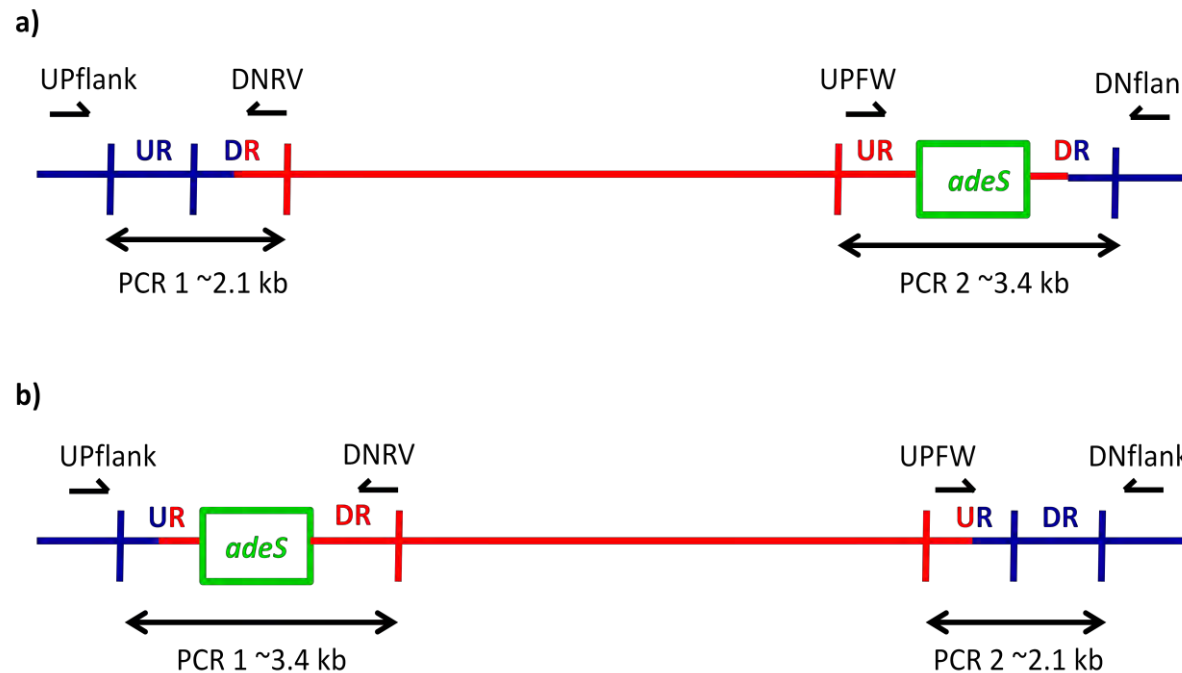 a)
UPflank DNRV UPFW DNflan
UR DR UR adeS DR
PCR 1 ~2.1 kb PCR 2 ~3.4 kb
b)
UPflank DNRV UPFW DNflank
UR adeS DR UR DR
PCR 1 ~3.4 kb PCR 2 ~2.1 kb